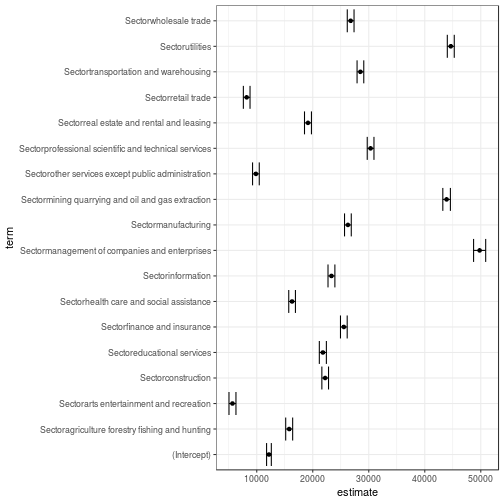 Sectorwholesale trade
Sectorutilities
Sectortransportation and warehousing
Sectorretail trade
Sectorreal estate and rental and leasing
Sectorprofessional scientific and technical services
Sectorother services except public administration
Sectormining quarrying and oil and gas extraction
Sectormanufacturing
Sectormanagement of companies and enterprises
Sectorinformation
Sectorhealth care and social assistance
Sectorfinance and insurance
Sectoreducational services
Sectorconstruction
Sectorarts entertainment and recreation
Sectoragriculture forestry fishing and hunting
(Intercept)
term
10000 20000 30000 40000 50000
estimate